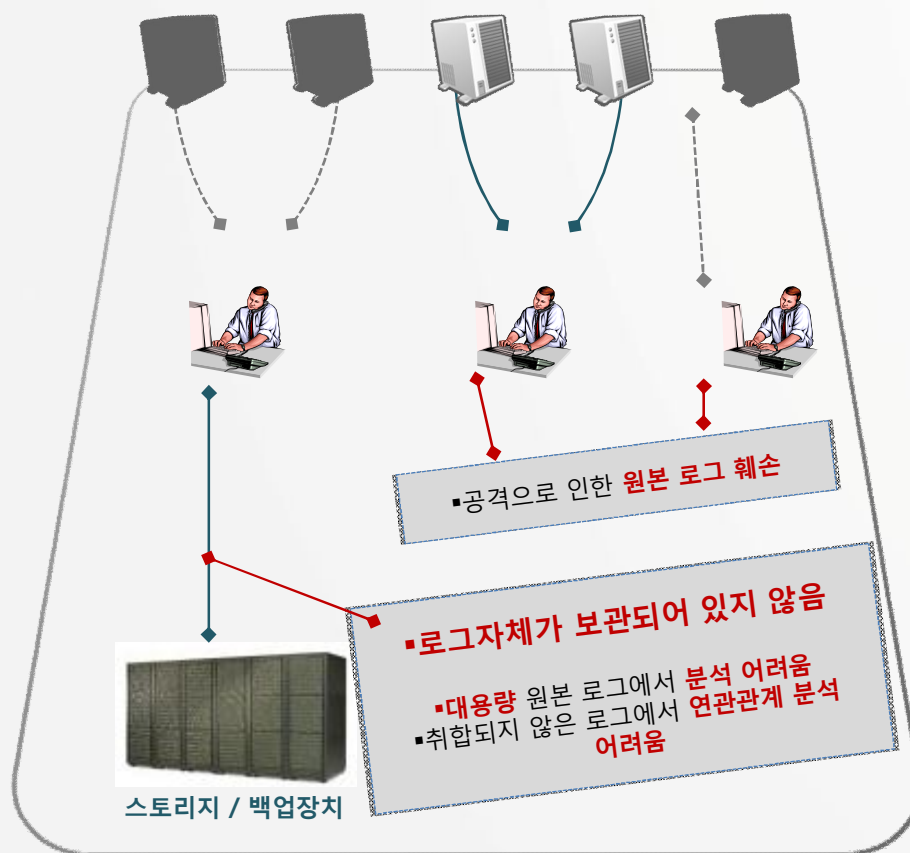 ▪공격으로 인한 원본 로그 훼손
▪로그자체가 보관되어 있지 않음
▪대용량 원본 로그에서 분석 어려움
▪취합되지 않은 로그에서 연관관계 분석
어려움
스토리지 / 백업장치